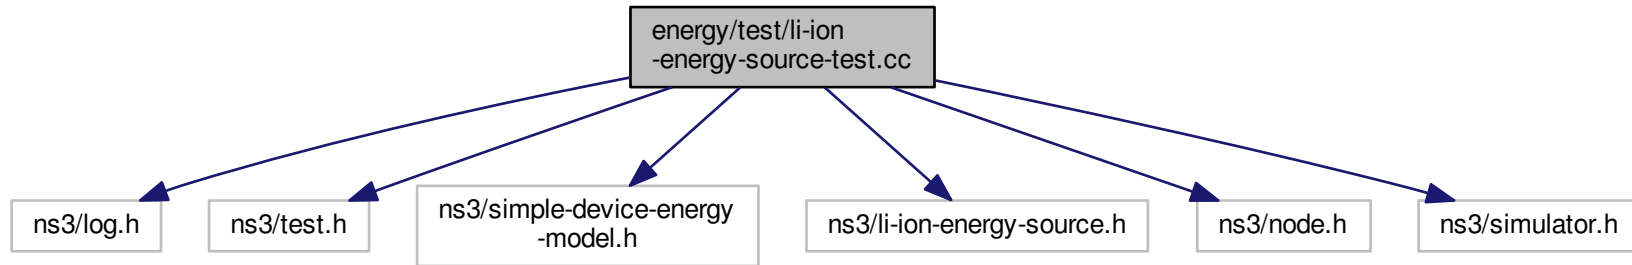 energy/test/li-ion
-energy-source-test.cc
ns3/log.h
ns3/test.h
ns3/simple-device-energy
-model.h
ns3/li-ion-energy-source.h
ns3/node.h
ns3/simulator.h